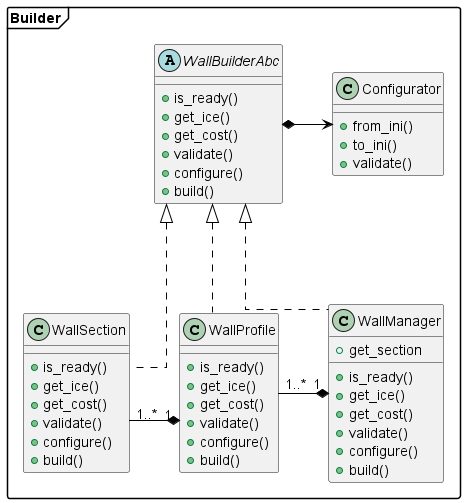 Builder
A WallBuilderAbc
is_ready()
get_ice()
get_cost()
validate()
configure()
build()
C Configurator
from_ini()
to_ini()
validate()
C WallSection
is_ready()
get_ice()
get_cost()
validate()
configure()
build()
1..* 1
C WallProfile
is_ready()
get_ice()
get_cost()
validate()
configure()
build()
1..* 1
C WallManager
get_section
is_ready()
get_ice()
get_cost()
validate()
configure()
build()